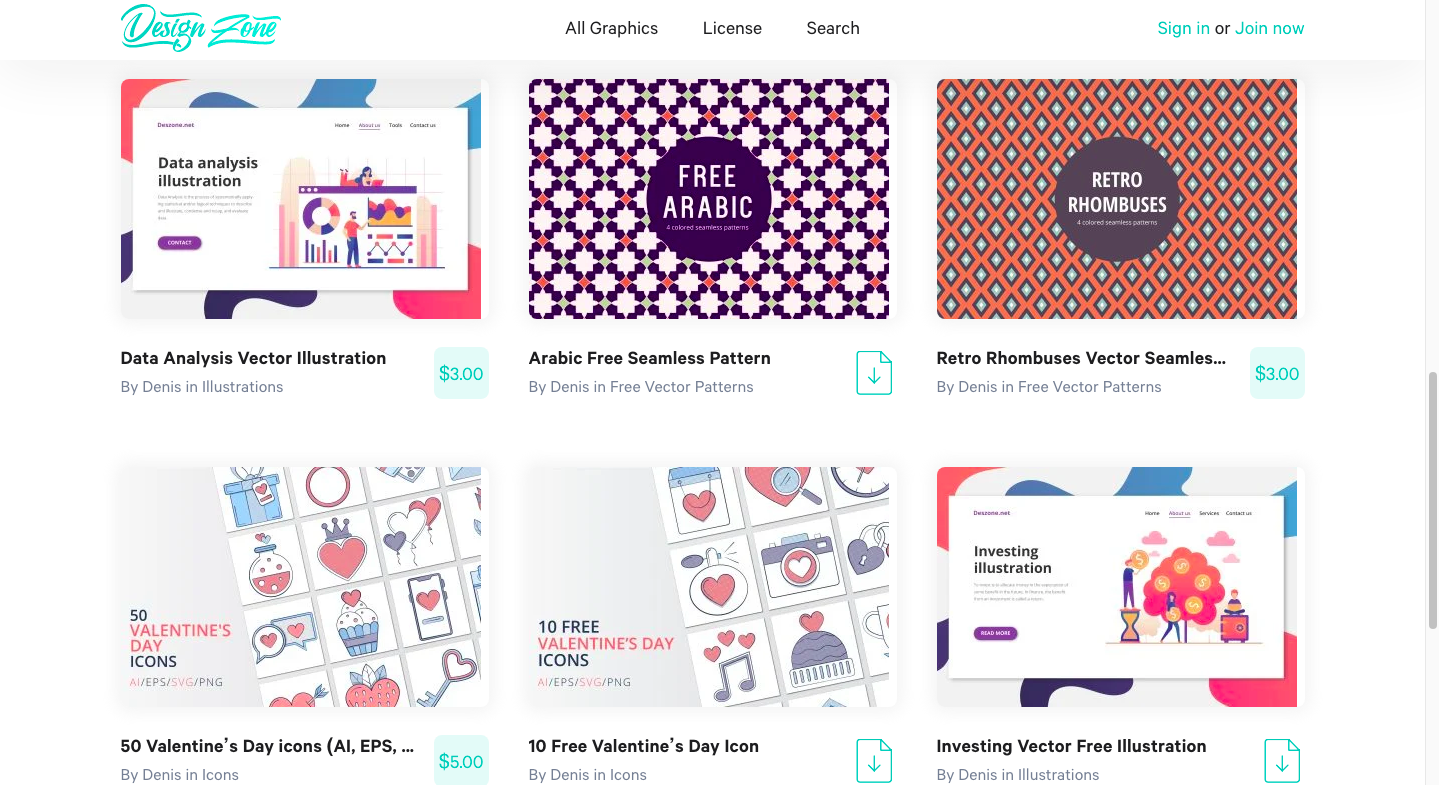 Design Zone
All Graphics
License
Search
Sign in or Join now
Deszone.net
Home
About us
Tools
Contact us
Data analysis
illustration
CONTACT
FREE
ARABIC
4 colored seamless patterns
RETRO
RHOMBUSES
4 colored seamless patterns
Data Analysis Vector Illustration
By Denis in Illustrations
$3.00
Arabic Free Seamless Pattern
By Denis in Free Vector Patterns
Retro Rhombuses Vector Seamles...
By Denis in Free Vector Patterns
$3.00
50
VALENTINE'S
DAY
ICONS
AI/EPS/SVG/PNG
10 FREE
VALENTINE'S DAY
ICONS
AI/EPS/SVG/PNG
Deszone.net
Home
About us
Services
Contact us
Investing
illustration
READ MORE
50 Valentine’s Day icons (AI, EPS, ...
By Denis in Icons
$5.00
10 Free Valentine’s Day Icon
By Denis in Icons
Investing Vector Free Illustration
By Denis in Illustrations